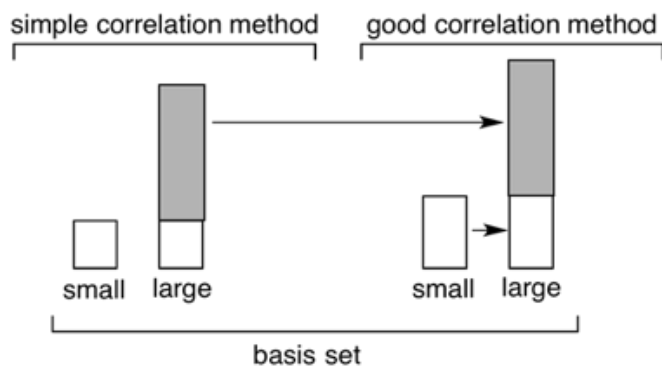 simple correlation method good correlation method
small large small large
basis set